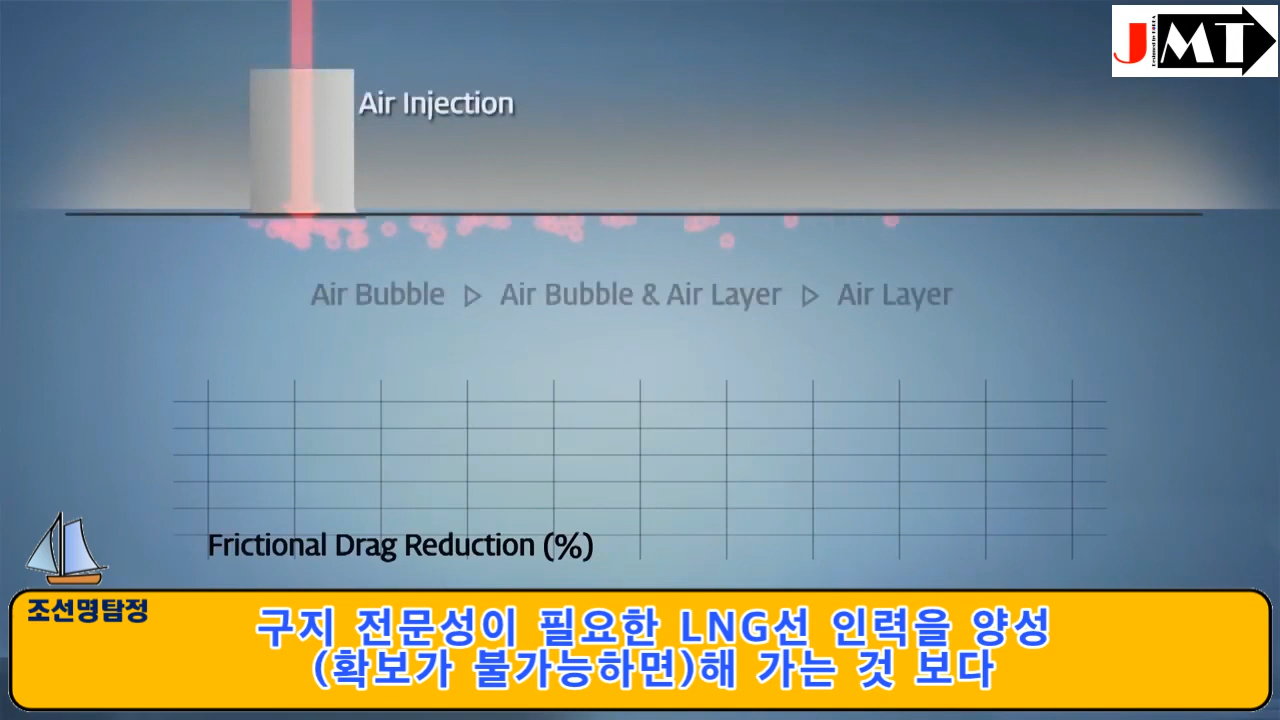 JMT
Air Injection
Air Bubble ▷ Air Bubble & Air Layer ▷ Air Layer
Frictional Drag Reduction (%)
조선명탐정
구지 전문성이 필요한 LNG선 인력을 양성
(확보가 불가능하면)해 가는 것 보다